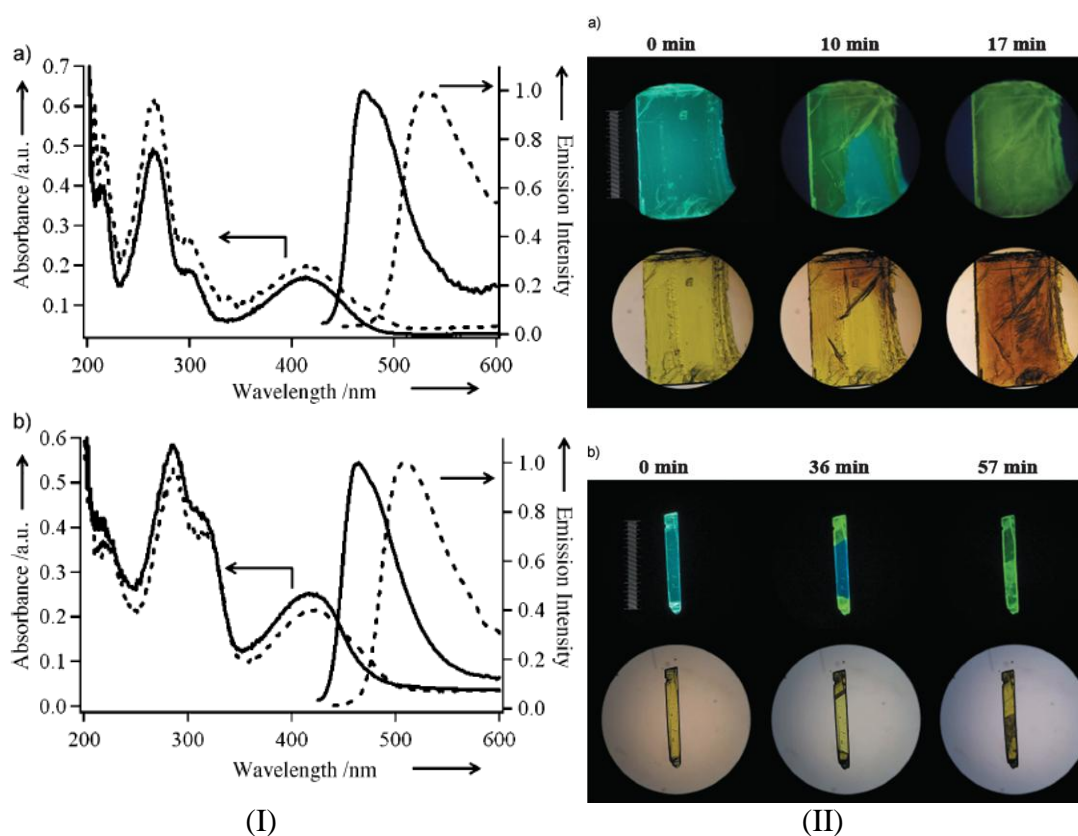 a)
0.7
0.6
0.5
0.4
0.3
0.2
0.1
Absorbance /a.u.
1.0
0.8
0.6
0.4
0.2
0.0
Emission Intensity
200 300 400 500 600
Wavelength /nm
b)
0.6
0.5
0.4
0.3
0.2
0.1
0.0
Absorbance /a.u.
1.0
0.8
0.6
0.4
0.2
0.0
Emission Intensity
200 300 400 500 600
Wavelength /nm
(I)
a)
0 min 10 min 17 min
b)
0 min 36 min 57 min
(II)